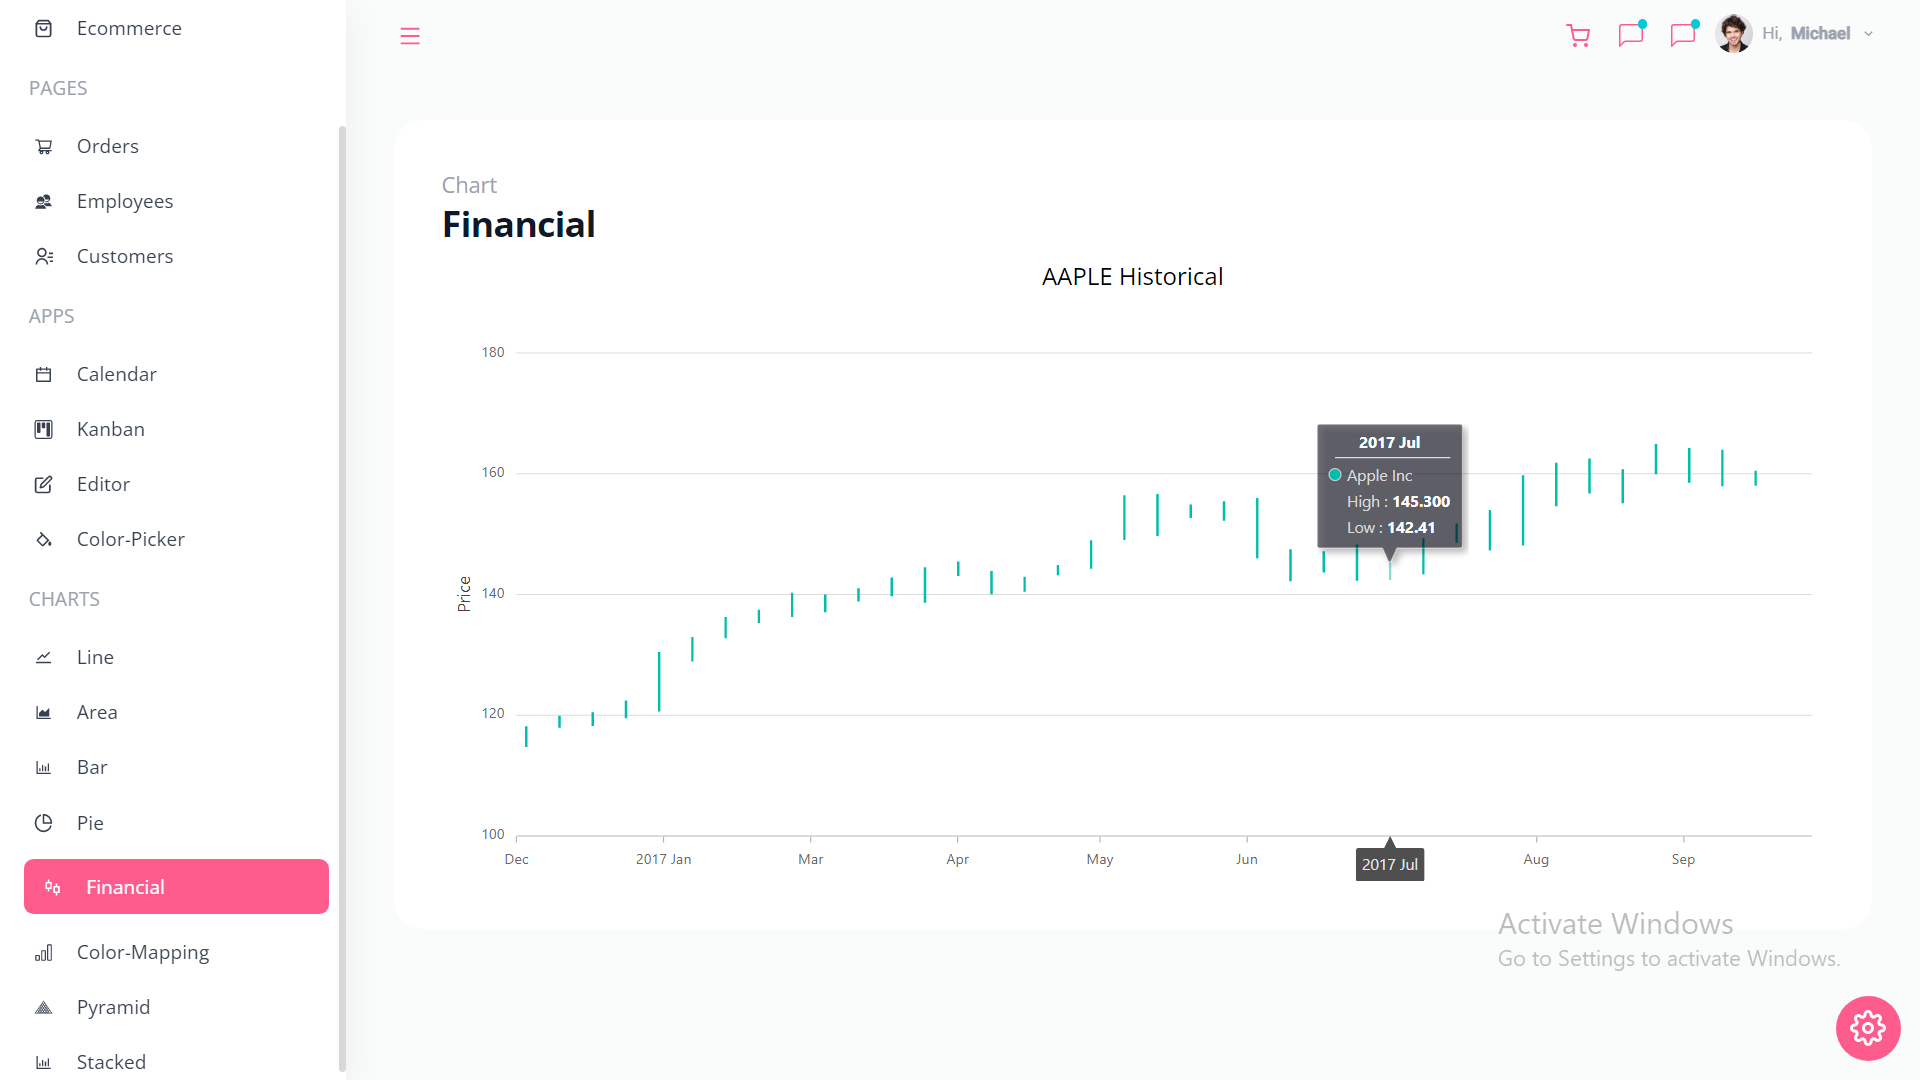 Ecommerce
PAGES
Orders
Employees
Customers
APPS
Calendar
Kanban
Editor
Color-Picker
CHARTS
Line
Area
Bar
Pie
Financial
Color-Mapping
Pyramid
Stacked
Hi, Michael
Chart
Financial
AAPLE Historical
Price
180
160
140
120
100
2017 Jul
Apple Inc
High : 145.300
Low : 142.41
Dec 2017 Jan Mar Apr May Jun 2017 Jul Aug Sep
Activate Windows
Go to Settings to activate Windows.